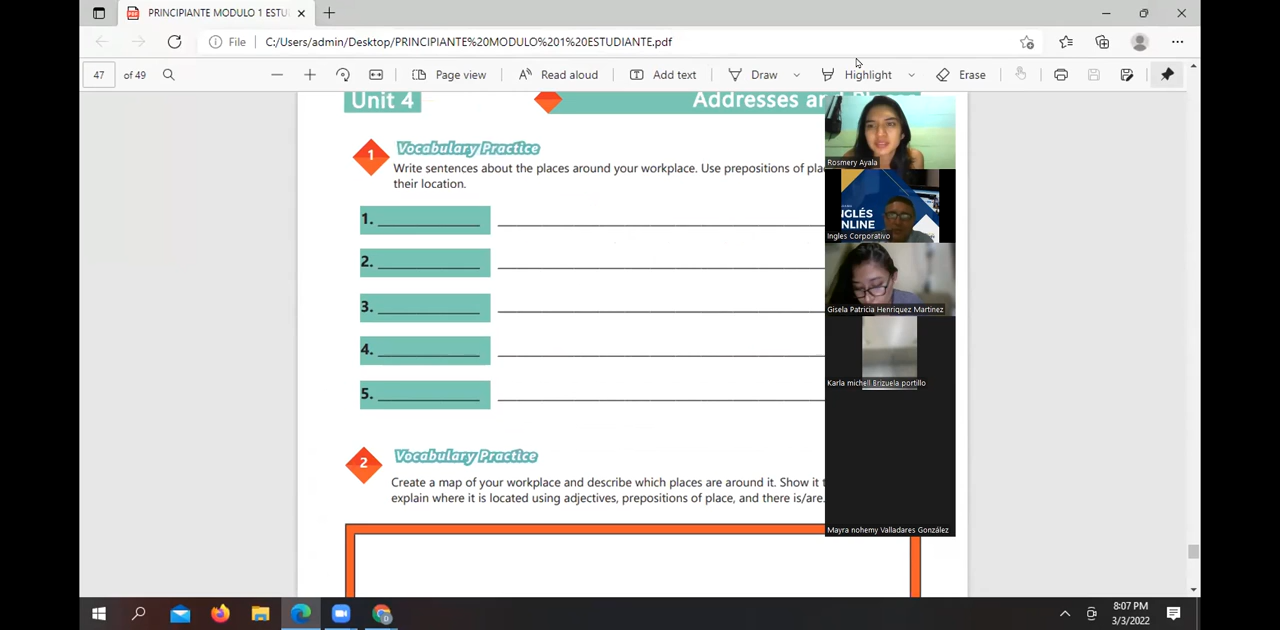 PRINCIPIANTE MODULO 1 ESTU
File C:/Users/admin/Desktop/PRINCIPIANTE%20MODULO%201%20ESTUDIANTE.pdf
47 of 49 Page view Read aloud Add text Draw Highlight Erase
Unit 4 Addresses and
1 Vocabulary Practice
Write sentences about the places around your workplace. Use prepositions of
their location.
1.
2.
3.
4.
5.
2 Vocabulary Practice
Create a map of your workplace and describe which places are around it. Show it
explain where it is located using adjectives, prepositions of place, and there is/are.
Rosmery Ayala
INGLÉS
ONLINE
Ingles Corporativo
Gisela Patricia Henriquez Martinez
Karla michell Brizuela portillo
Mayra nohemy Valladares González
8:07 PM
3/3/2022